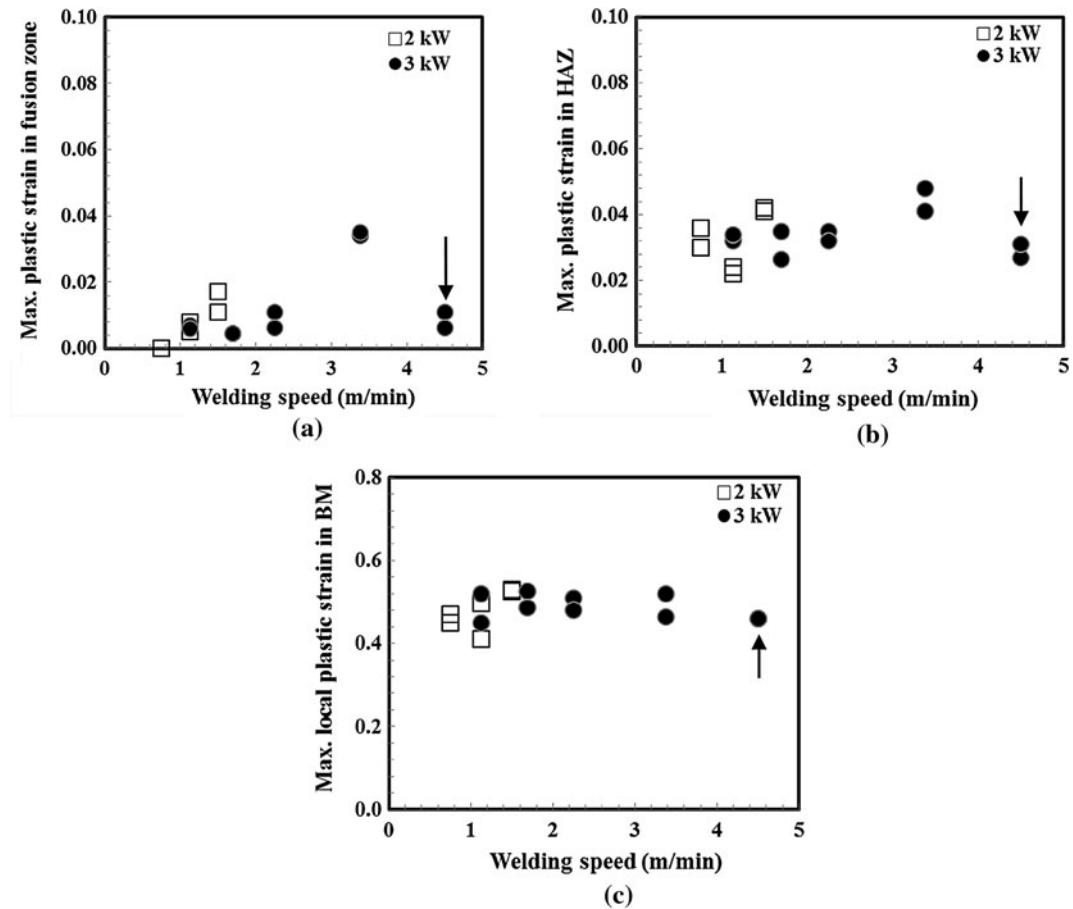 0.10
0.08
0.06
0.04
0.02
0.00
Max. plastic strain in fusion zone
2 kW
3 kW
0 1 2 3 4 5
Welding speed (m/min)
(a)
0.10
0.08
0.06
0.04
0.02
0.00
Max. plastic strain in HAZ
2 kW
3 kW
0 1 2 3 4 5
Welding speed (m/min)
(b)
0.8
0.6
0.4
0.2
0.0
Max. local plastic strain in BM
2 kW
3 kW
0 1 2 3 4 5
Welding speed (m/min)
(c)